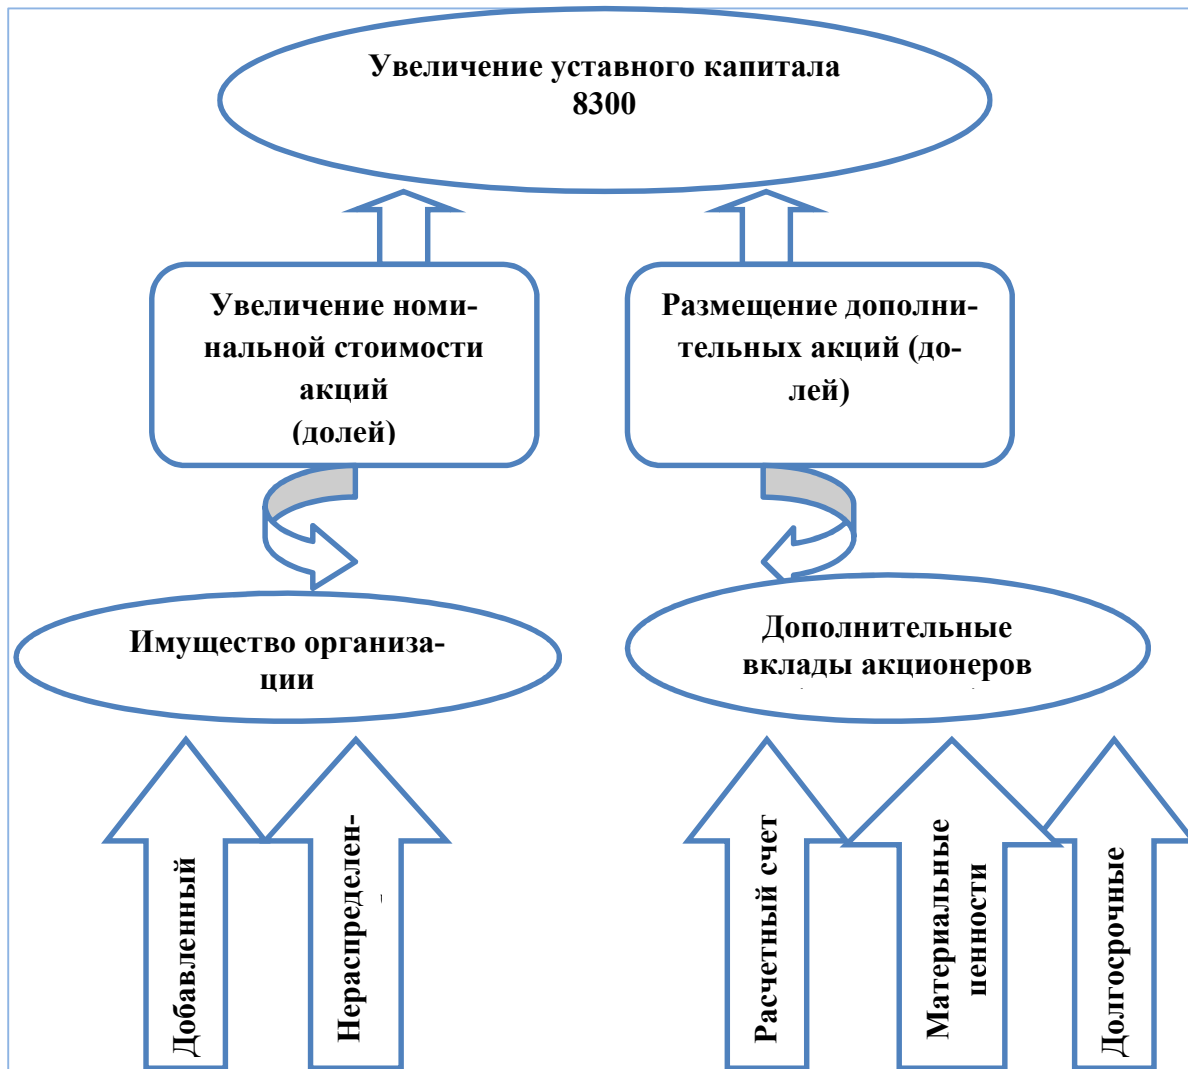 Увеличение уставного капитала
8300
Увеличение номи-
нальной стоимости
акций
(долей)
Размещение дополни-
тельных акций (до-
лей)
Имущество организа-
ции
Дополнительные
вклады акционеров
Добавленный
Нераспределен-
Расчетный счет
Материальные
ценности
Долгосрочные